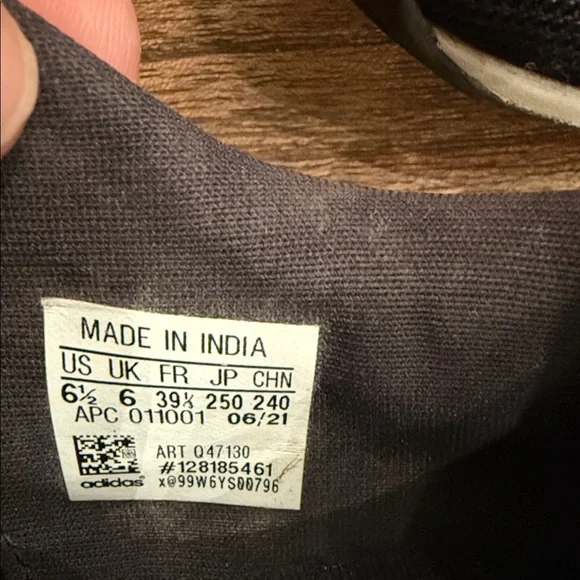 MADE IN INDIA
US UK FR JP CHN
6½ 6 39⅓ 250 240
APC 011001 06/21
ART Q47130
#128185461
adidas x@99W6YS00796